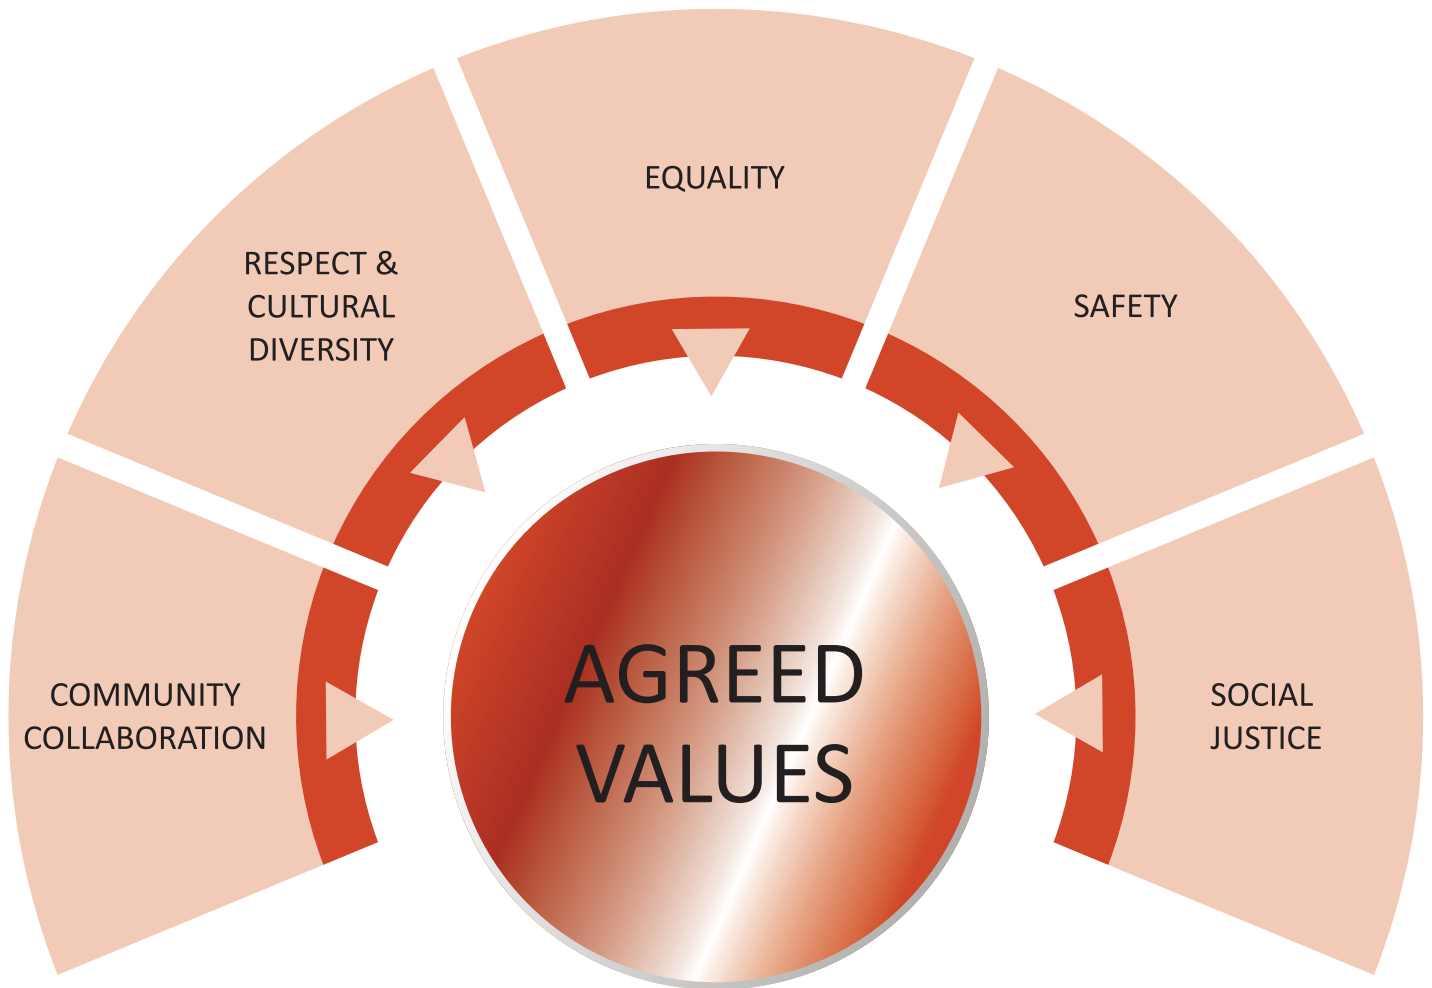 EQUALITY
RESPECT &
CULTURAL
DIVERSITY
SAFETY
COMMUNITY
COLLABORATION
AGREED
VALUES
SOCIAL
JUSTICE